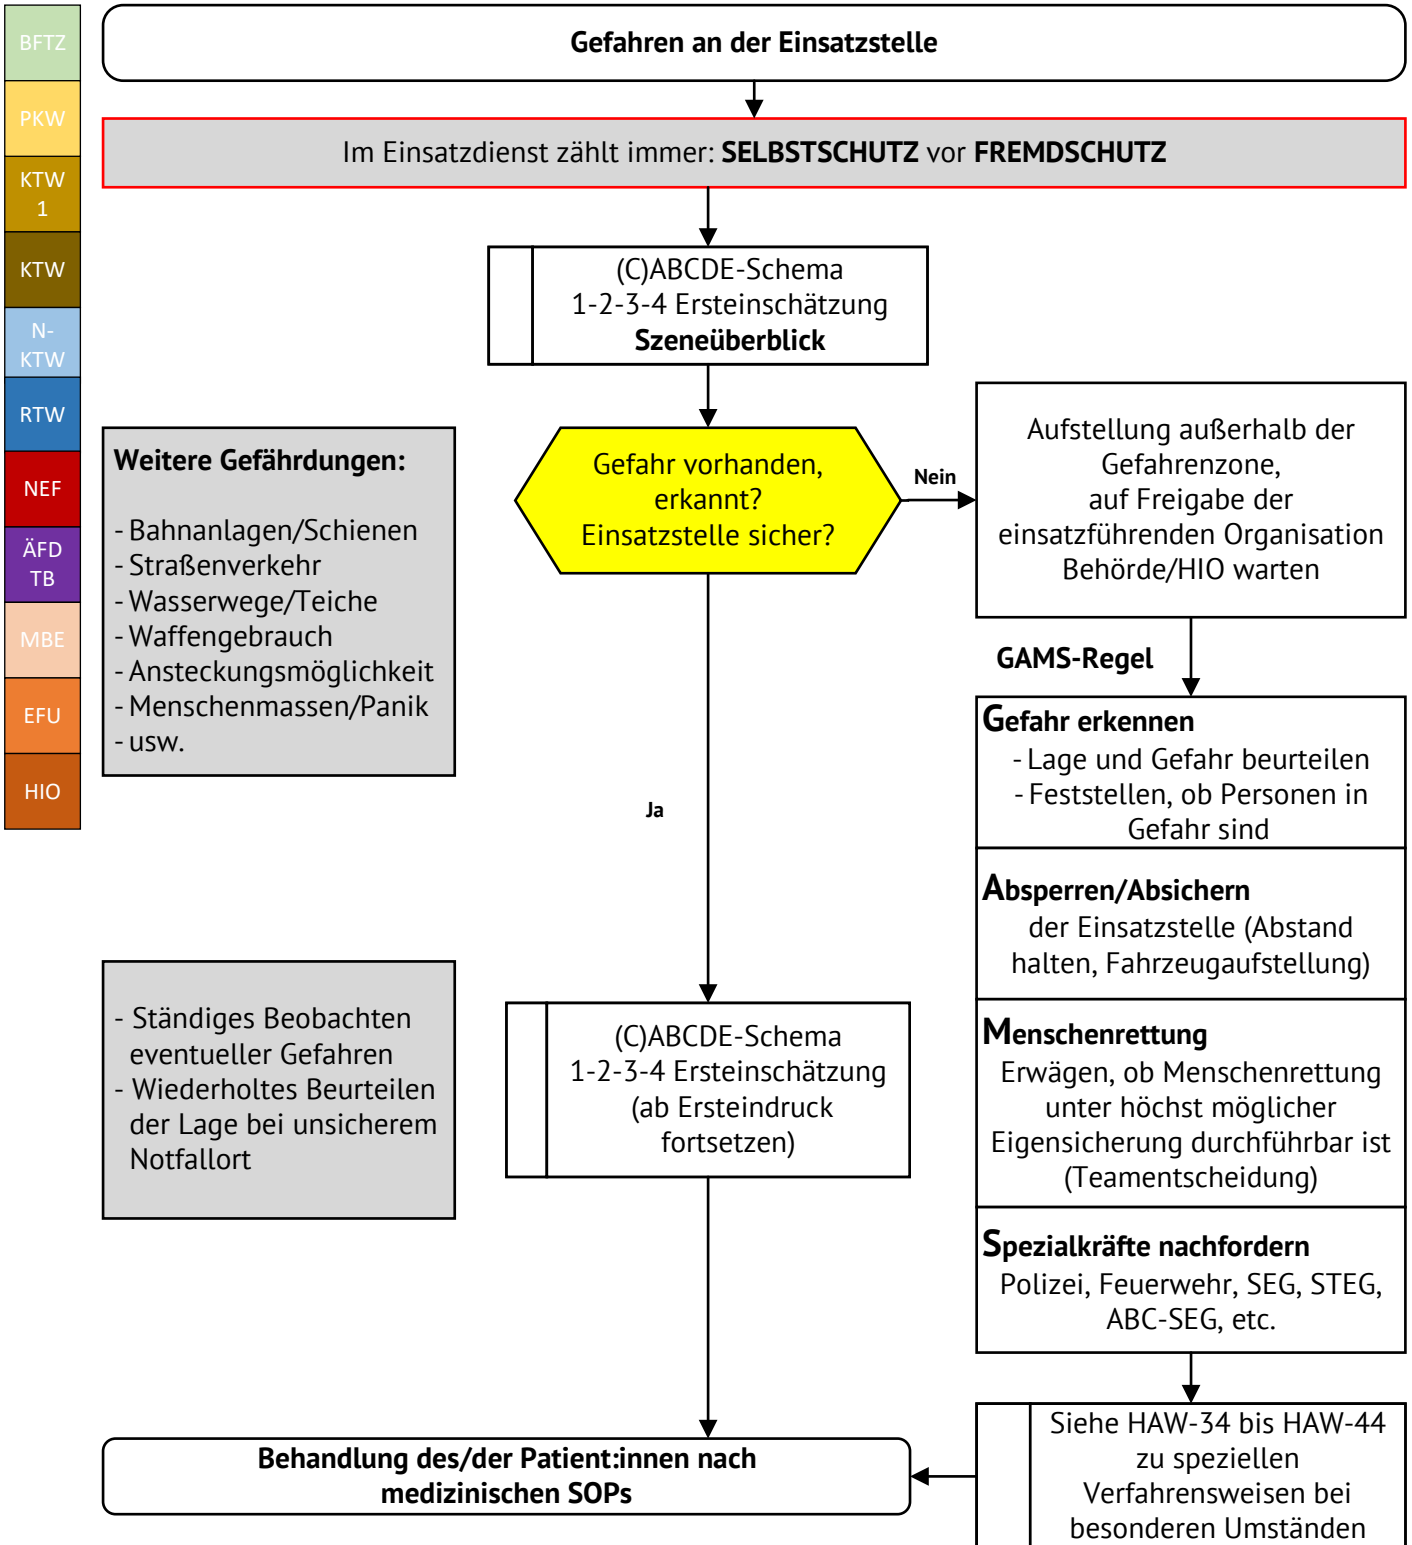 BFTZ
PKW
KTW
1
KTW
N-
KTW
RTW
NEF
ÄFD
TB
MBE
EFU
HIO
Gefahren an der Einsatzstelle
Im Einsatzdienst zählt immer: SELBSTSCHUTZ vor FREMDSCHUTZ
(C)ABCDE-Schema
1-2-3-4 Ersteinschätzung
Szeneüberblick
Gefahr vorhanden,
erkannt?
Einsatzstelle sicher?
Nein
Aufstellung außerhalb der
Gefahrenzone,
auf Freigabe der
einsatzführenden Organisation
Behörde/HIO warten
Weitere Gefährdungen:
- Bahnanlagen/Schienen
- Straßenverkehr
- Wasserwege/Teiche
- Waffengebrauch
- Ansteckungsmöglichkeit
- Menschenmassen/Panik
- usw.
GAMS-Regel
Gefahr erkennen
- Lage und Gefahr beurteilen
- Feststellen, ob Personen in
Gefahr sind
Ja
Absperren/Absichern
der Einsatzstelle (Abstand
halten, Fahrzeugaufstellung)
Menschenrettung
Erwägen, ob Menschenrettung
unter höchst möglicher
Eigensicherung durchführbar ist
(Teamentscheidung)
Spezialkräfte nachfordern
Polizei, Feuerwehr, SEG, STEG,
ABC-SEG, etc.
- Ständiges Beobachten
eventueller Gefahren
- Wiederholtes Beurteilen
der Lage bei unsicherem
Notfallort
(C)ABCDE-Schema
1-2-3-4 Ersteinschätzung
(ab Ersteindruck
fortsetzen)
Siehe HAW-34 bis HAW-44
zu speziellen
Verfahrensweisen bei
besonderen Umständen
Behandlung des/der Patient:innen nach
medizinischen SOPs